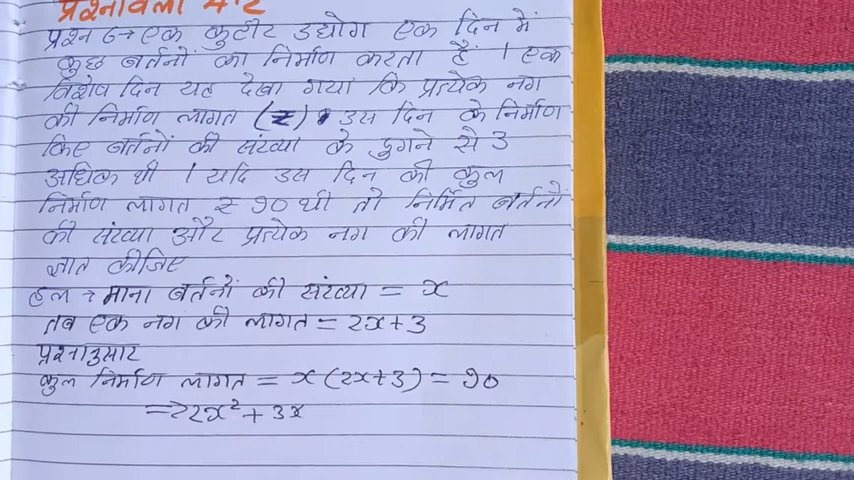 प्रश्नावली 4.2
प्रश्न 6→ एक कुटीर उद्योग एक दिन में
कुछ बर्तनों का निर्माण करता है । एक
विशेष दिन यह देखा गया कि प्रत्येक नग
की निर्माण लागत (₹) उस दिन के निर्माण
किए बर्तनों की संख्या के दुगने से 3
अधिक थी । यदि उस दिन की कुल
निर्माण लागत ₹ 90 थी तो निर्मित बर्तनों
की संख्या और प्रत्येक नग की लागत
ज्ञात कीजिए
हल → माना बर्तनों की संख्या = x
तब एक नग की लागत = 2x+3
प्रश्नानुसार
कुल निर्माण लागत = x (2x+3) = 90
=> 2x² + 3x